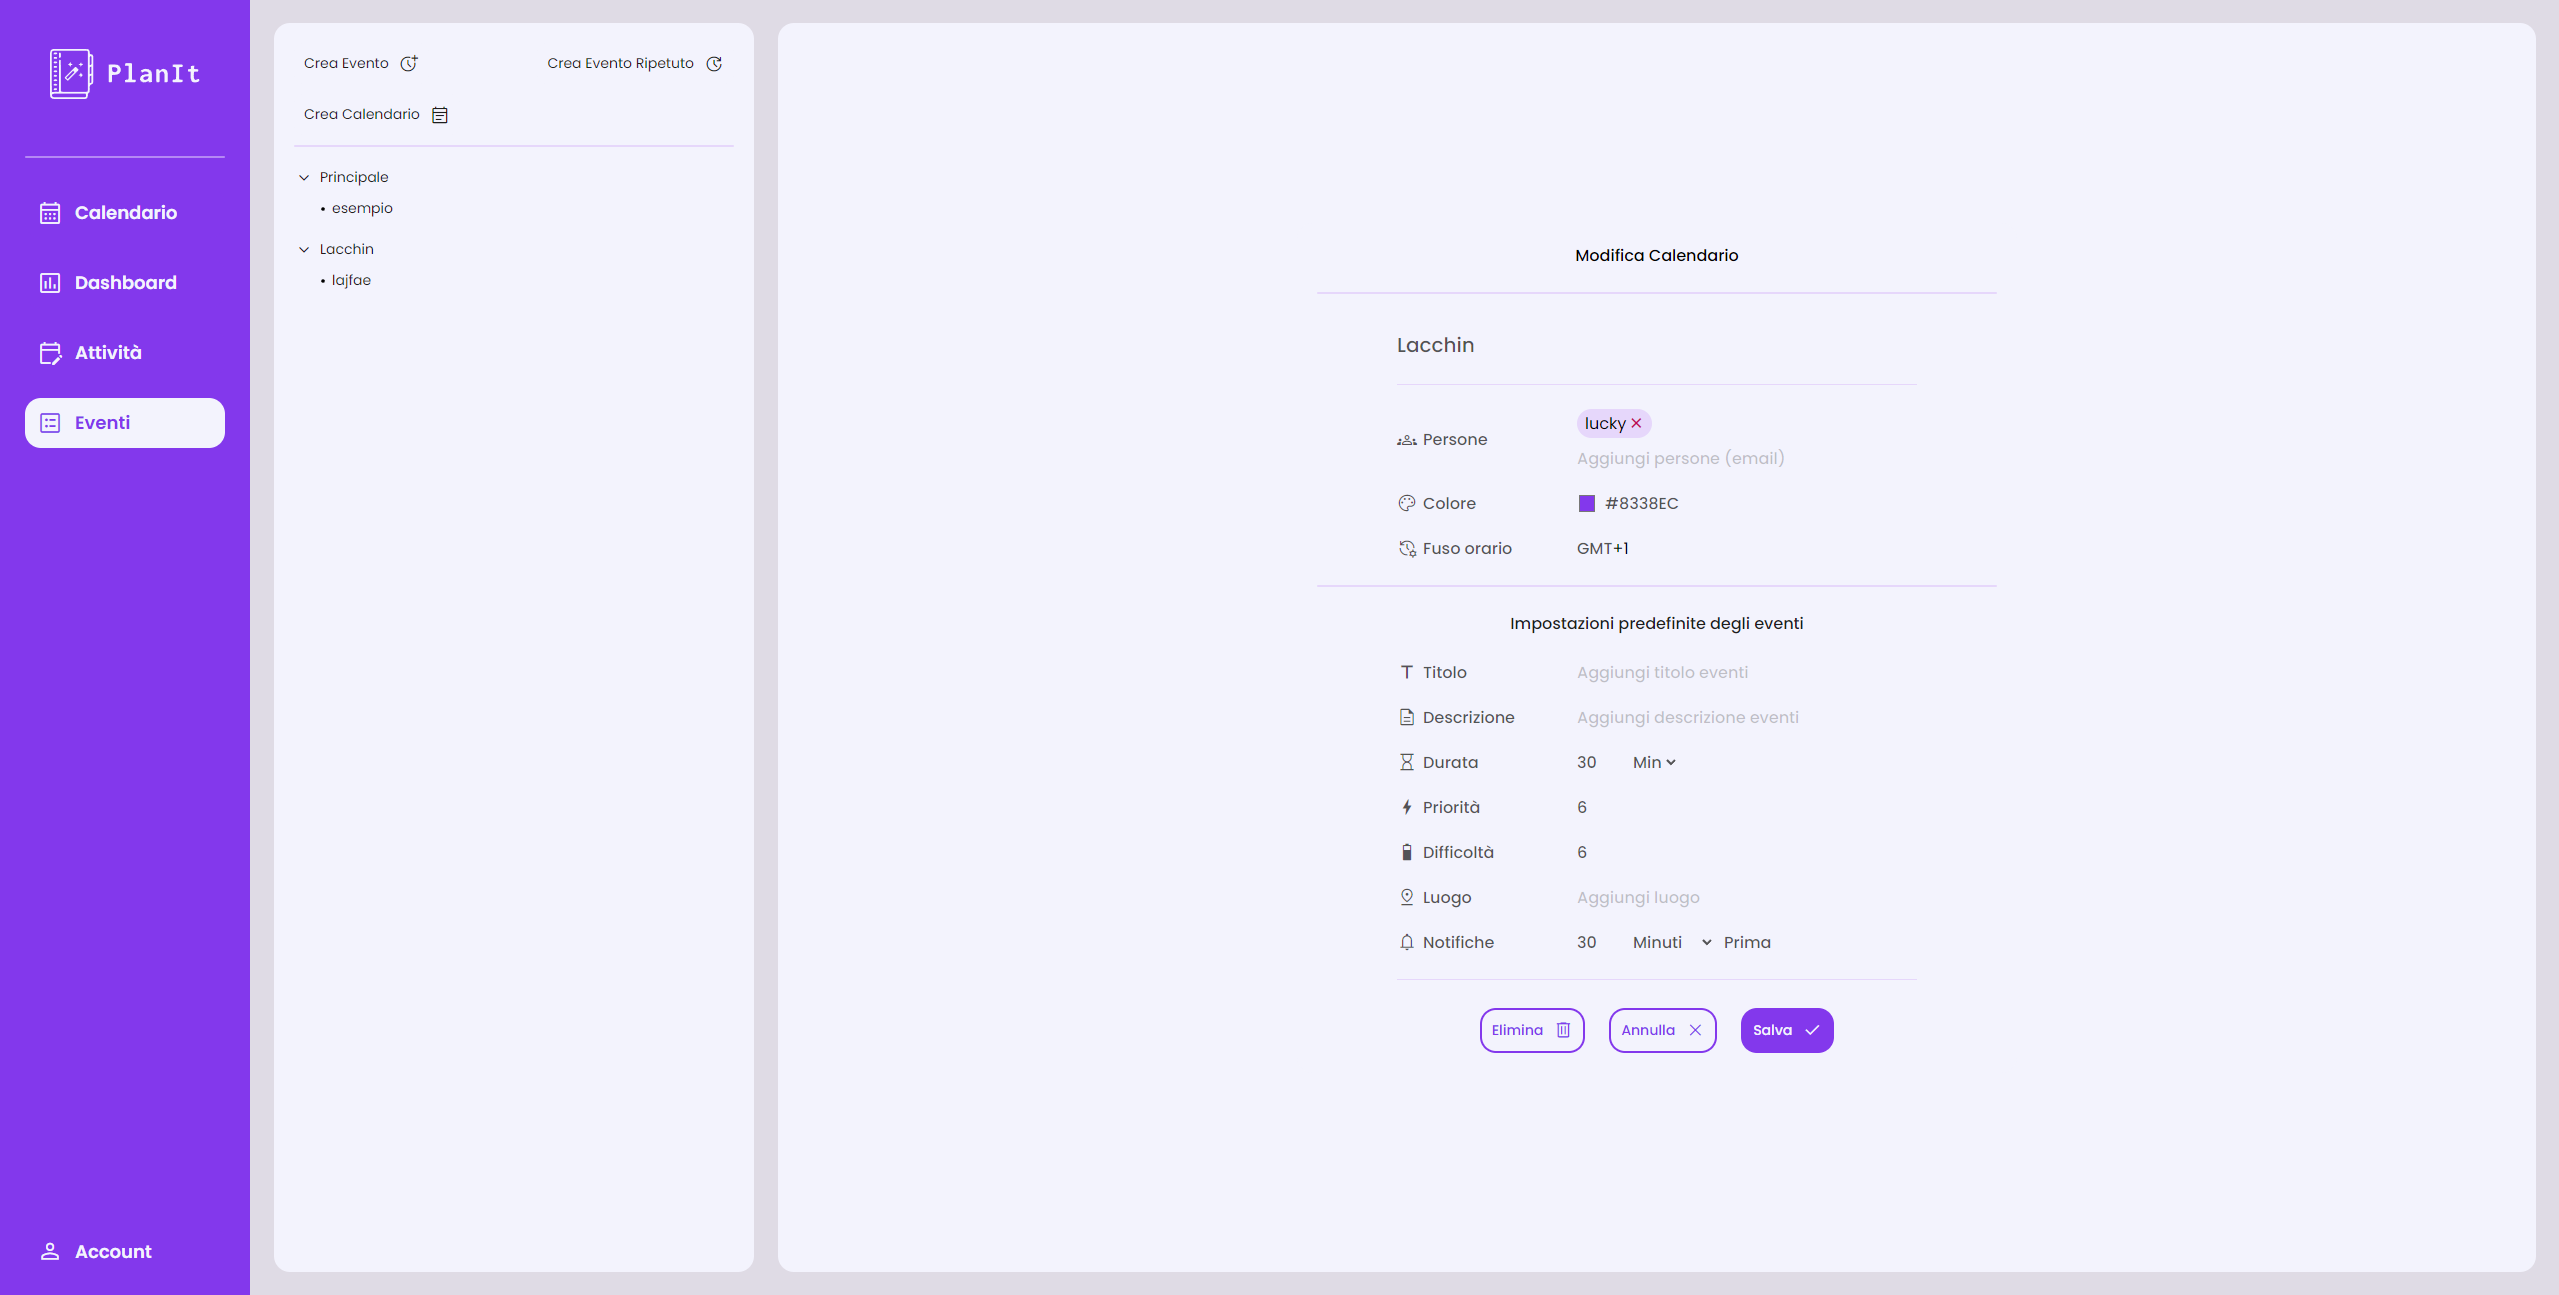 PlanIt
Calendario
Dashboard
Attività
Eventi
Account
Crea Evento
Crea Evento Ripetuto
Crea Calendario
Principale
• esempio
Lacchin
• lajfae
Modifica Calendario
Lacchin
Persone
lucky
Aggiungi persone (email)
Colore #8338EC
Fuso orario GMT+1
Impostazioni predefinite degli eventi
Titolo Aggiungi titolo eventi
Descrizione Aggiungi descrizione eventi
Durata 30 Min
Priorità 6
Difficoltà 6
Luogo Aggiungi luogo
Notifiche 30 Minuti Prima
Elimina Annulla Salva